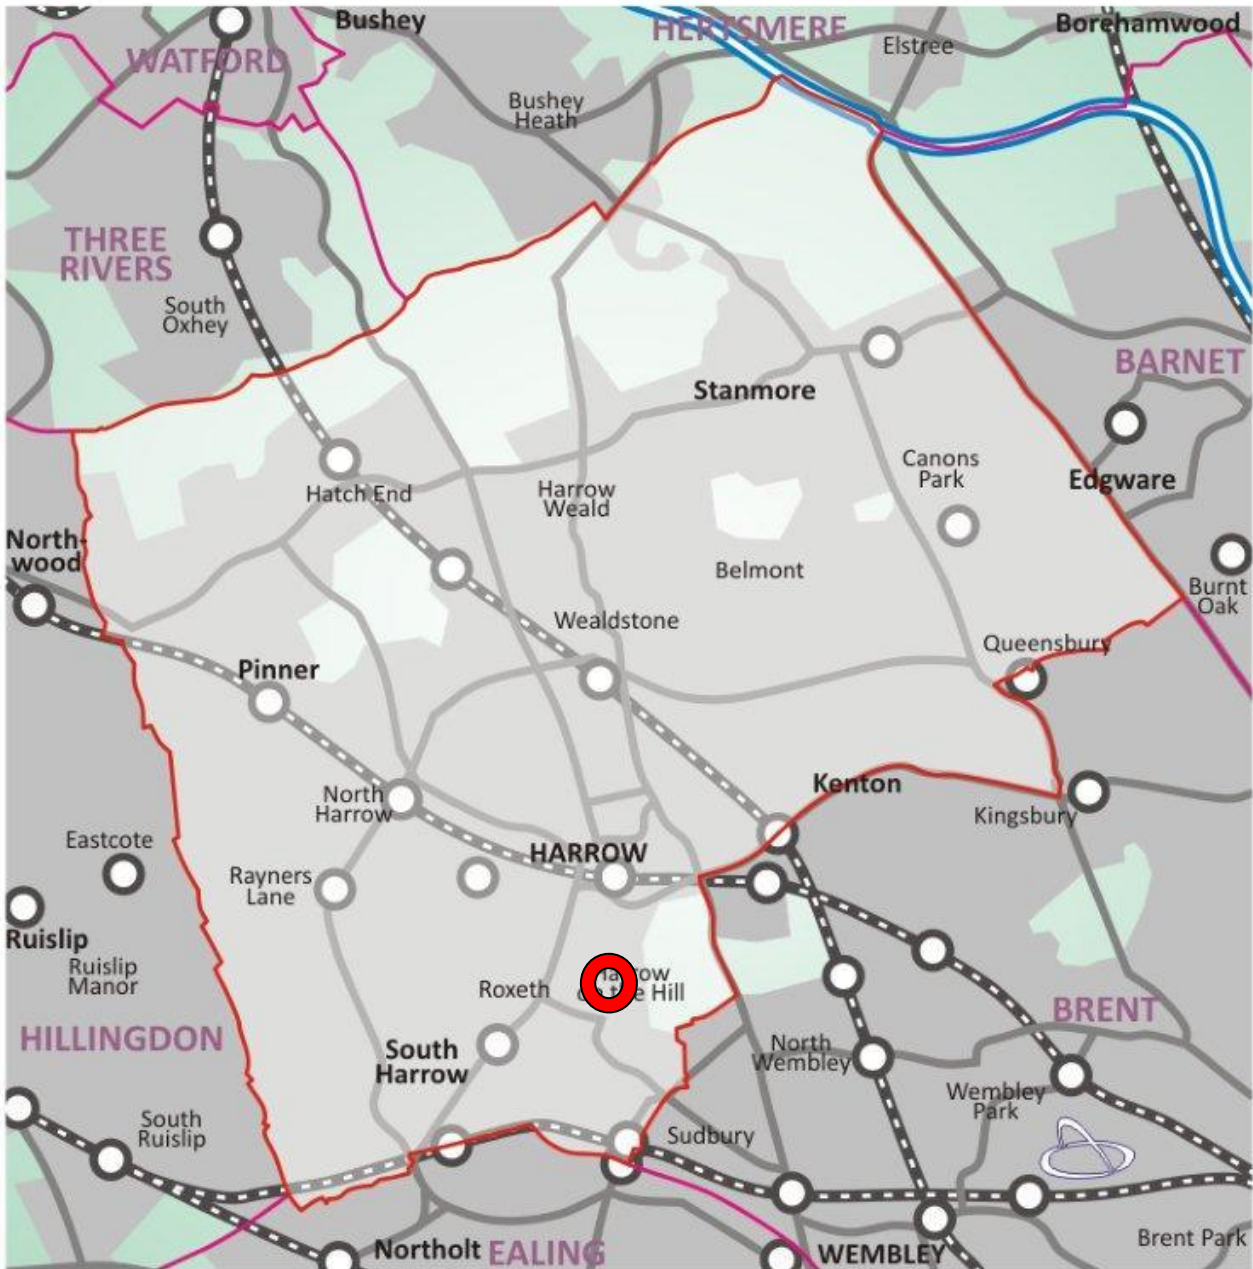 Bushey
HERTSMERE
Borehamwood
WATFORD
Elstree
Bushey
Heath
THREE
RIVERS
South
Oxhey
BARNET
Stanmore
Canons
Park
Edgware
Hatch End
Harrow
Weald
North-
wood
Belmont
Burnt
Oak
Wealdstone
Queensbury
Pinner
Kenton
North
Harrow
Kingsbury
Eastcote
HARROW
Rayners
Lane
Ruislip
Ruislip
Manor
Roxeth
Hill
BRENT
HILLINGDON
South
Harrow
North
Wembley
Wembley
Park
South
Ruislip
Sudbury
Northolt
EALING
WEMBLEY
Brent Park